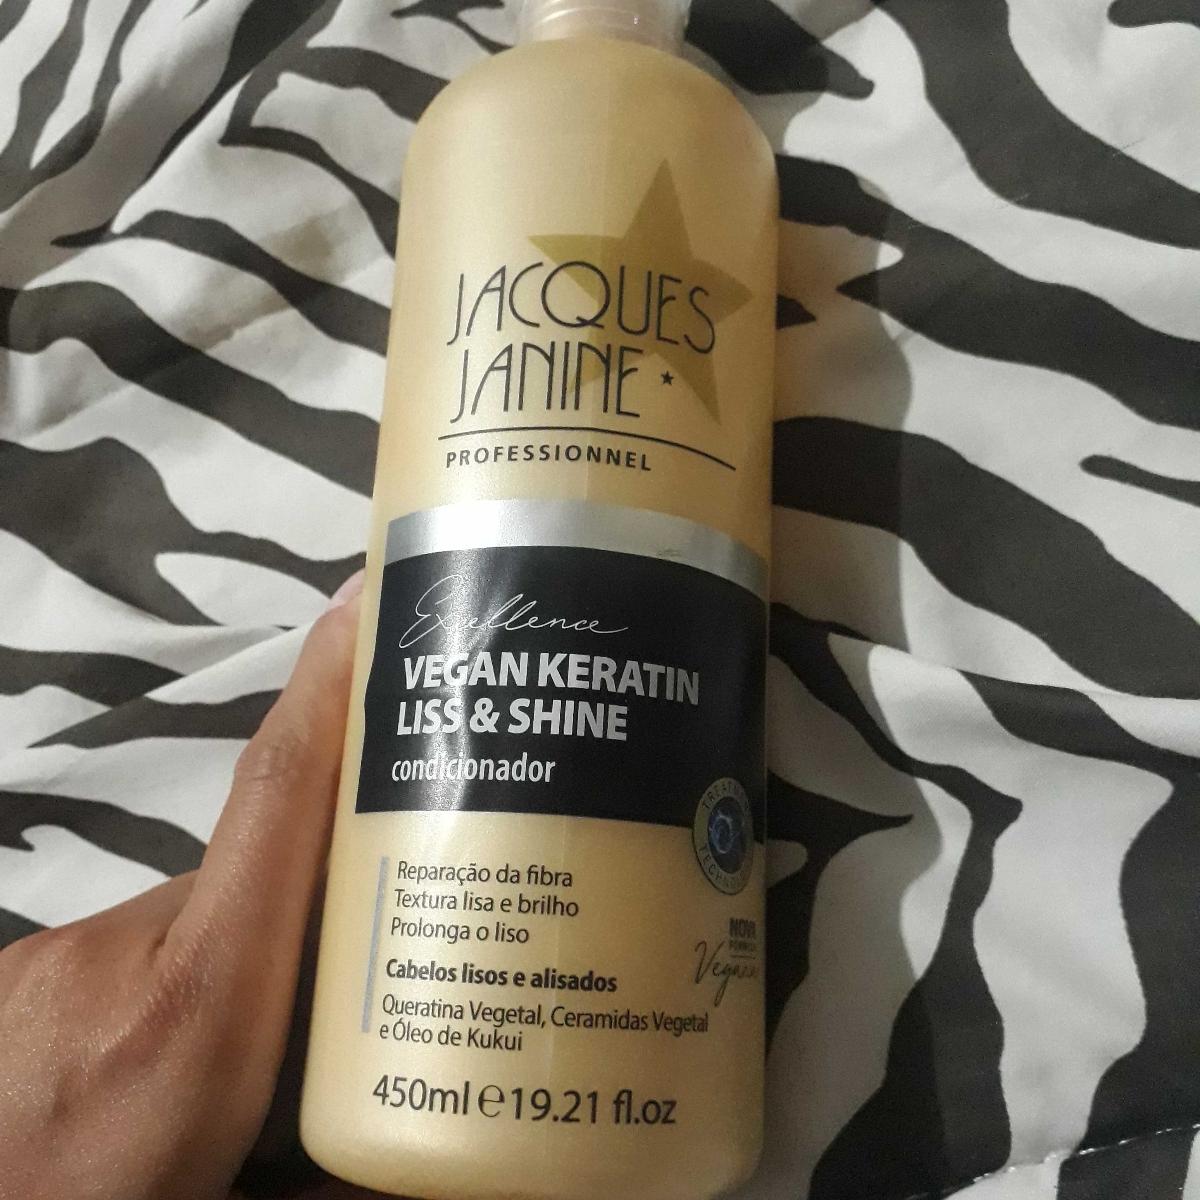 JACQUES
JANINE
PROFESSIONNEL
Excellence
VEGAN KERATIN
LISS & SHINE
condicionador
Reparação da fibra
Textura lisa e brilho
Prolonga o liso
Cabelos lisos e alisados
Queratina Vegetal, Ceramidas Vegetal
e Óleo de Kukui
NOVA
450ml e 19.21 fl.oz